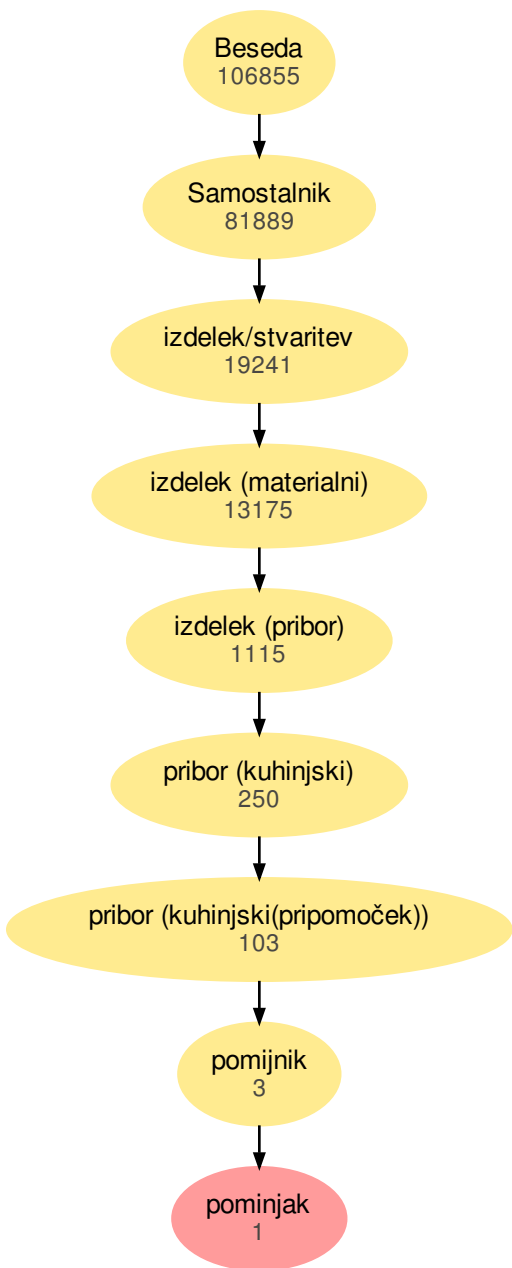 Beseda
106855
Samostalnik
81889
izdelek/stvaritev
19241
izdelek (materialni)
13175
izdelek (pribor)
1115
pribor (kuhinjski)
250
pribor (kuhinjski(pripomoček))
103
pomijnik
3
pominjak
1